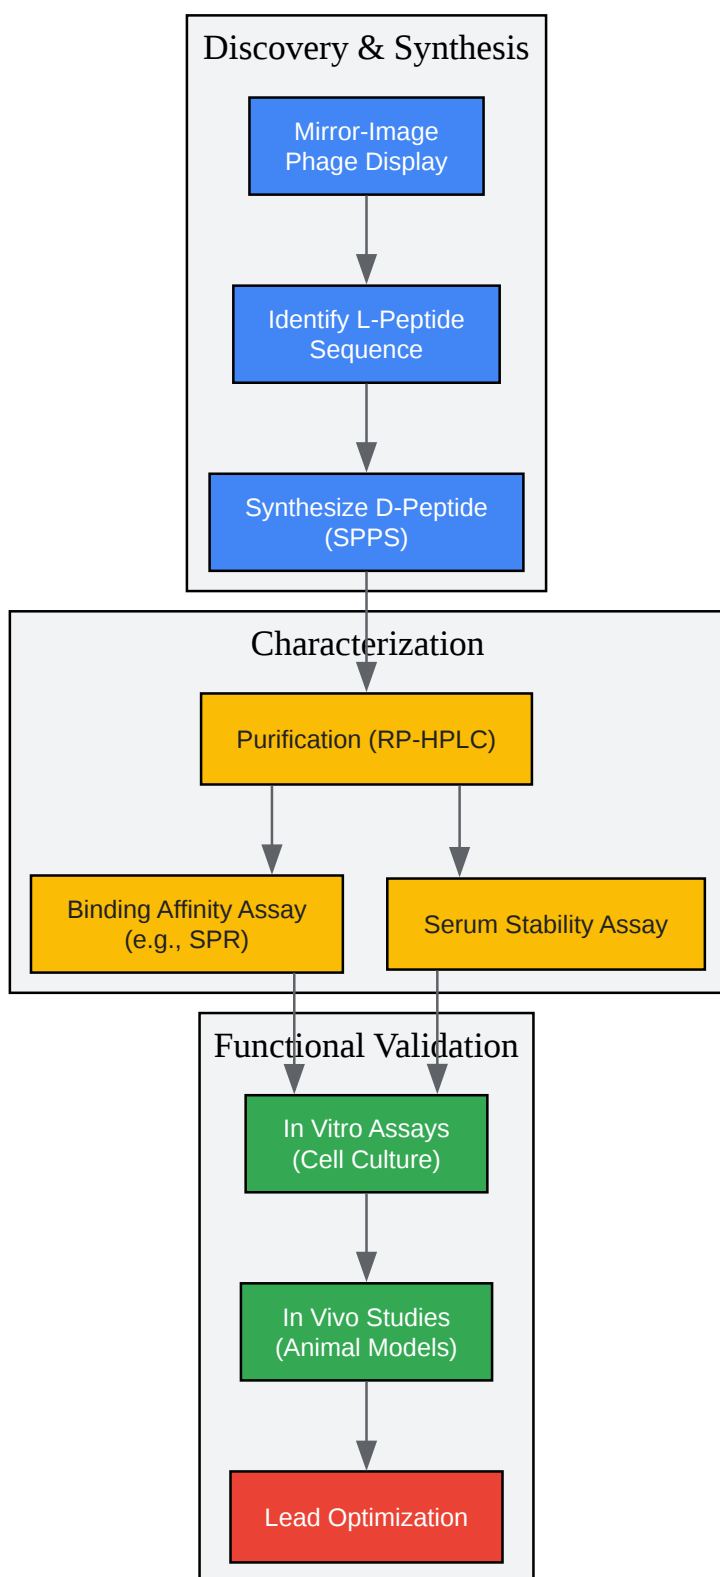 Discovery & Synthesis
Mirror-Image
Phage Display
Identify L-Peptide
Sequence
Synthesize D-Peptide
(SPPS)
Characterization
Purification (RP-HPLC)
Binding Affinity Assay
(e.g., SPR)
Serum Stability Assay
Functional Validation
In Vitro Assays
(Cell Culture)
In Vivo Studies
(Animal Models)
Lead Optimization